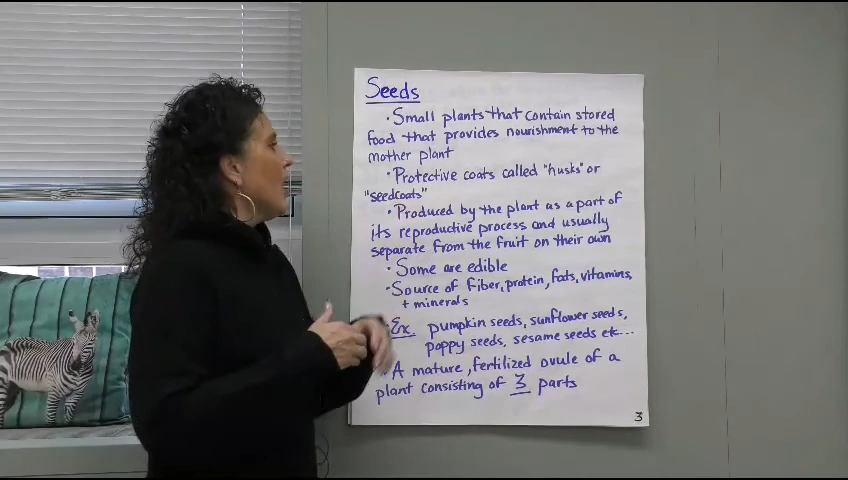 Seeds
• Small plants that contain stored
food that provides nourishment to the
mother plant
• Protective coats called "husks" or
"seedcoats"
• Produced by the plant as a part of
its reproductive process and usually
separate from the fruit on their own
• Some are edible
• Source of fiber, protein, fats, vitamins,
+ minerals
Ex. pumpkin seeds, sunflower seeds,
poppy seeds, sesame seeds etc...
• A mature, fertilized ovule of a
plant consisting of 3 parts
3